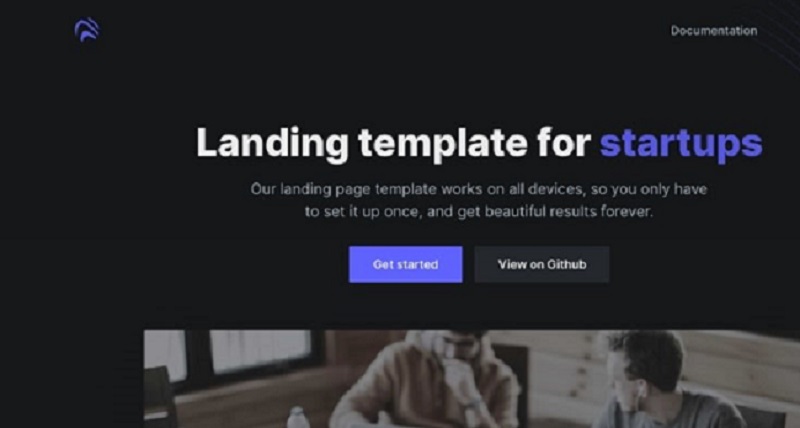 Documentation
Landing template for startups
Our landing page template works on all devices, so you only have
to set it up once, and get beautiful results forever.
Get started
View on Github